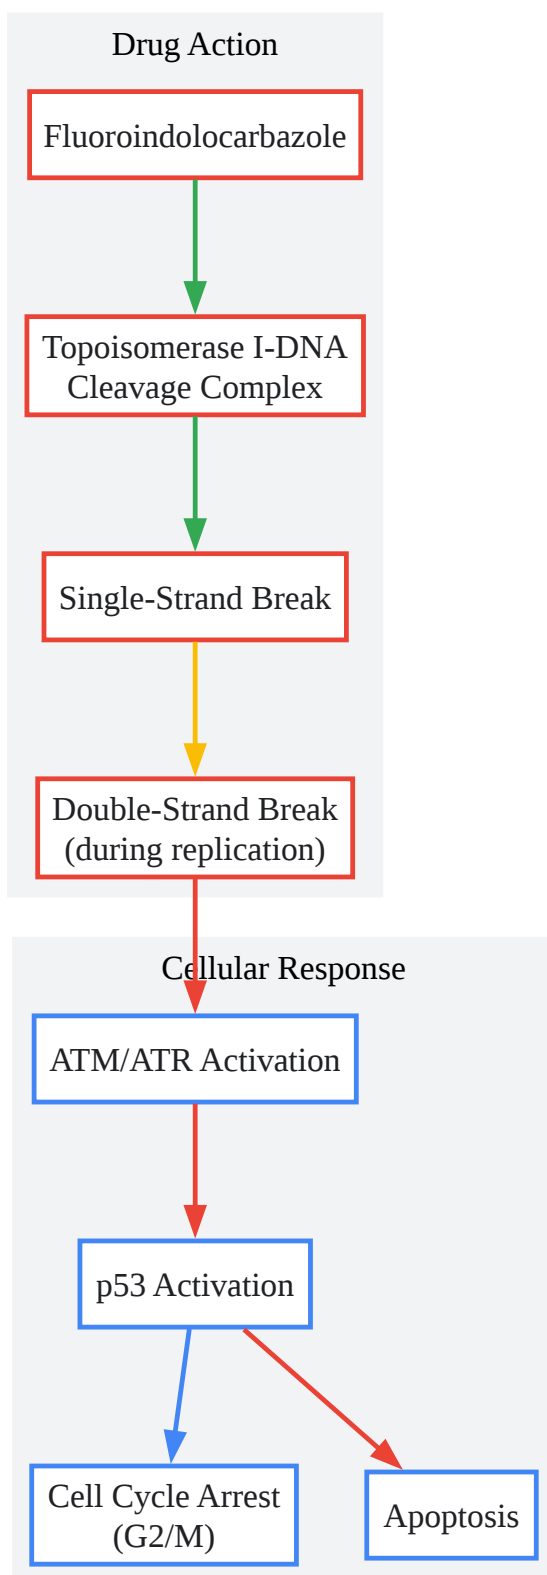 Drug Action
Fluoroindolocarbazole
Topoisomerase I-DNA
Cleavage Complex
Single-Strand Break
Double-Strand Break
(during replication)
Cellular Response
ATM/ATR Activation
p53 Activation
Cell Cycle Arrest
(G2/M)
Apoptosis